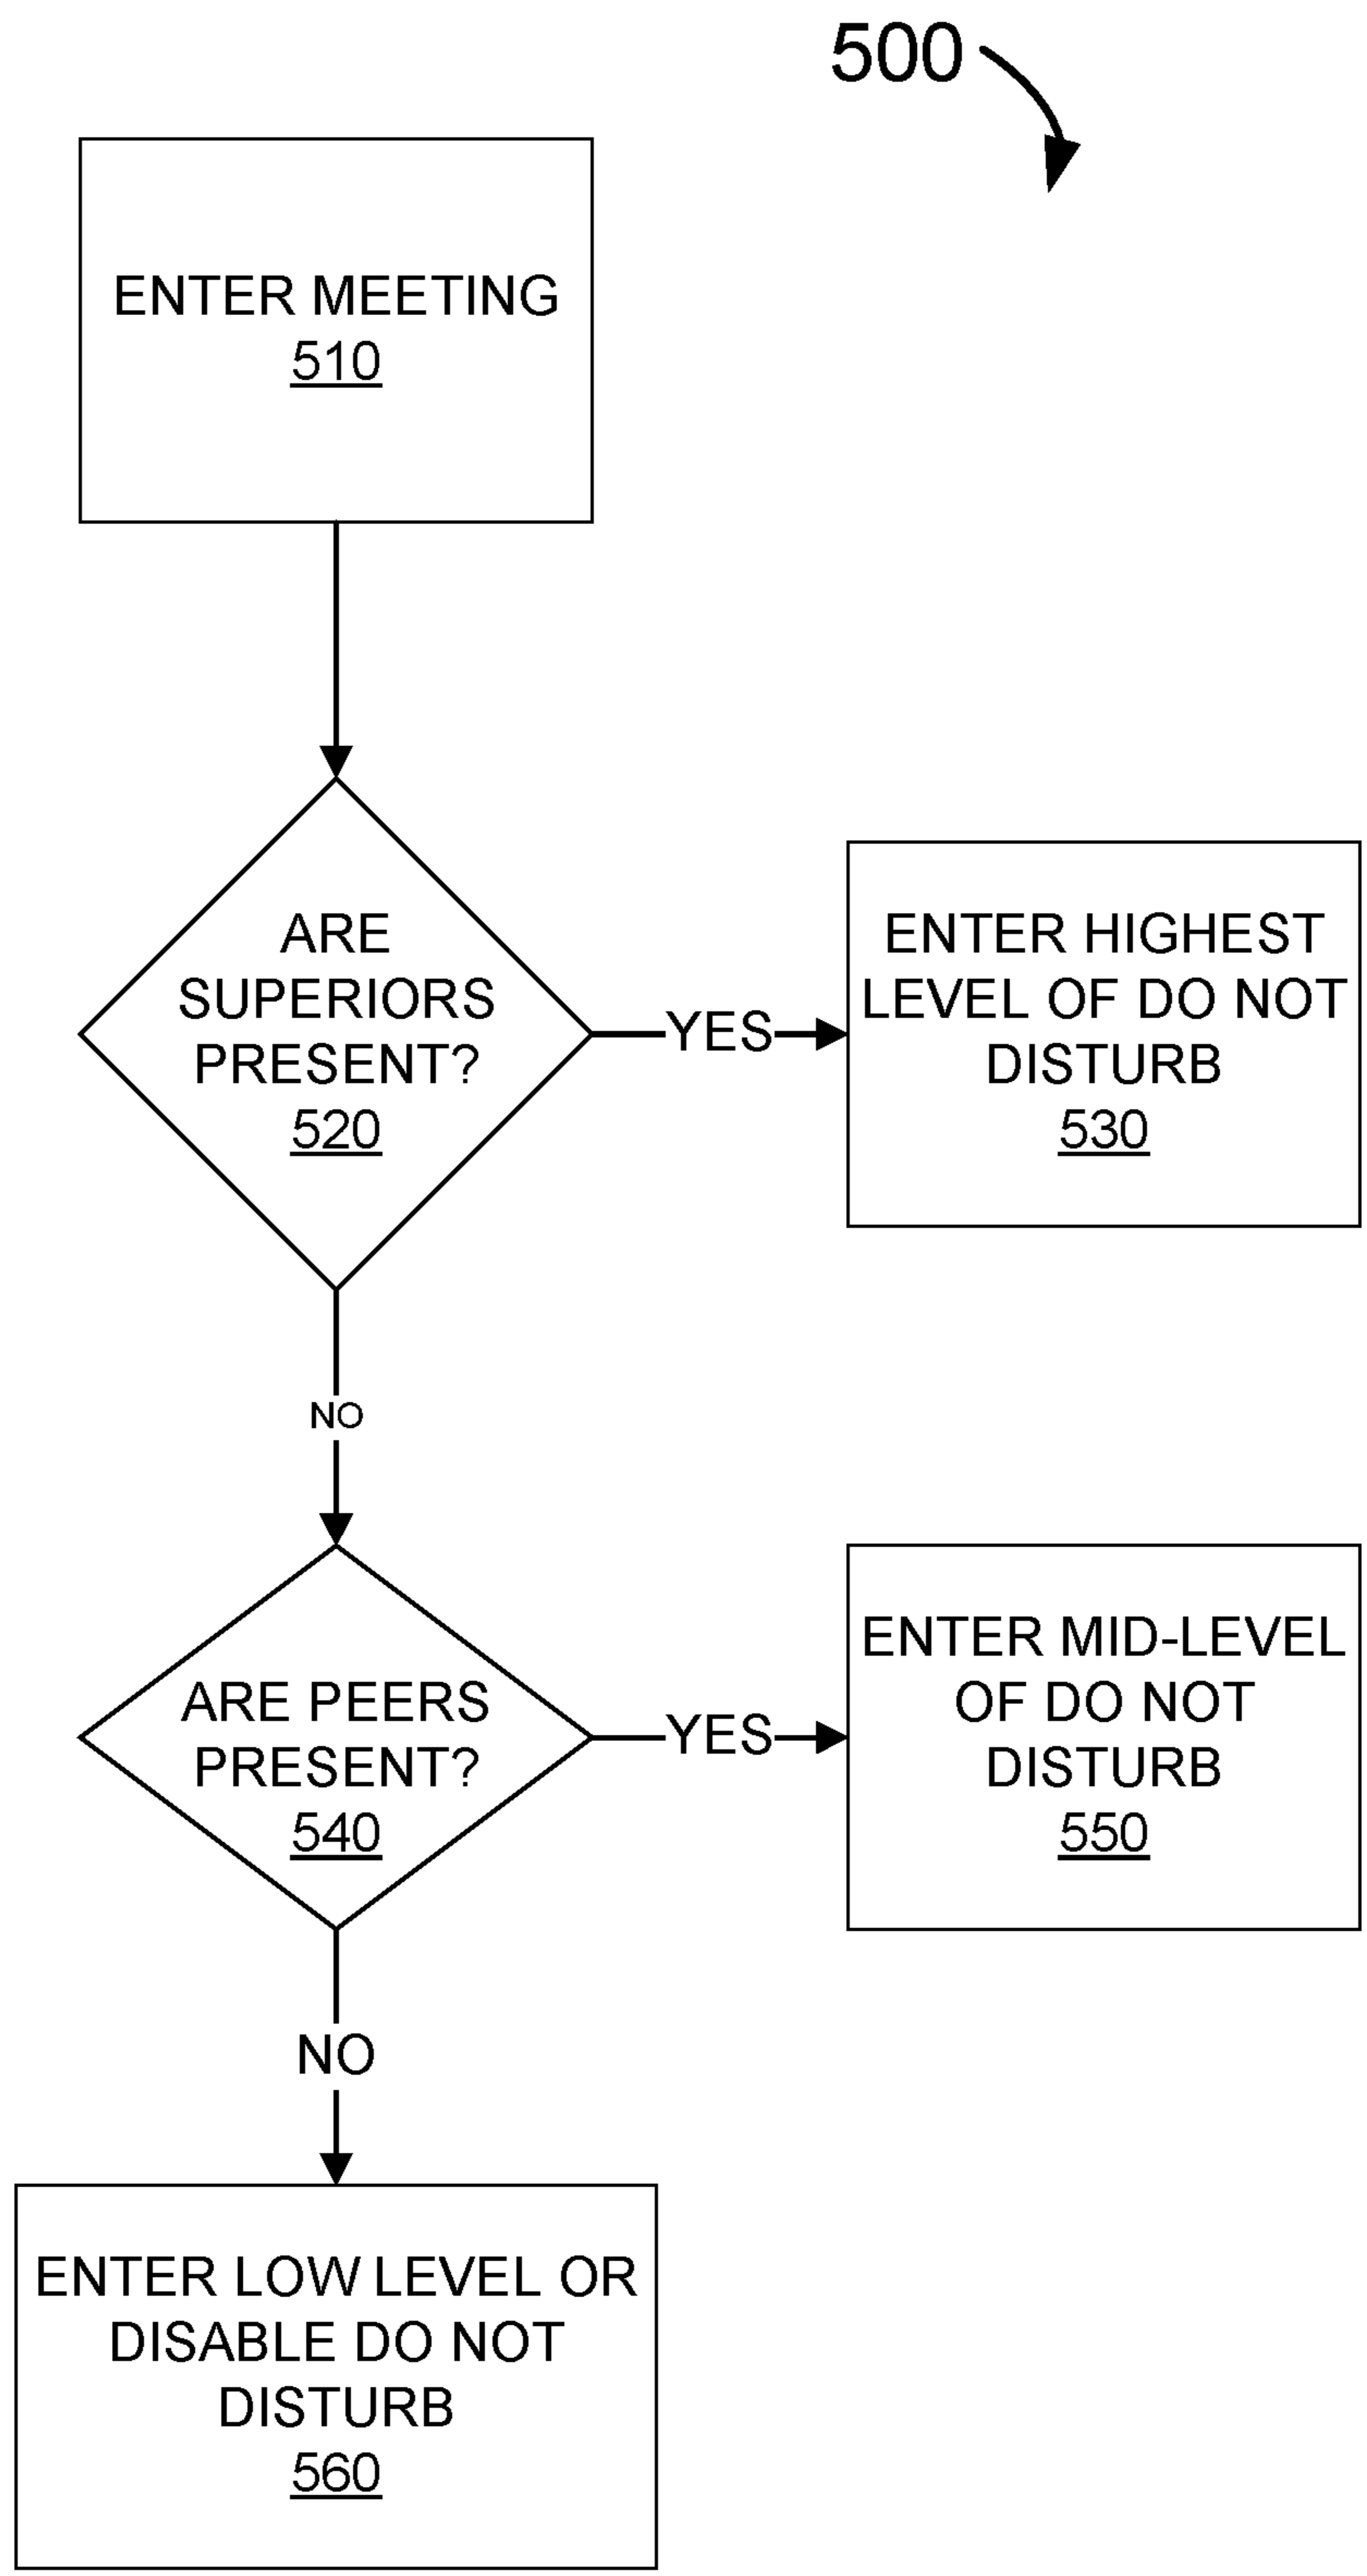 500
ENTER MEETING
510
ARE
SUPERIORS
PRESENT?
520
YES
ENTER HIGHEST
LEVEL OF DO NOT
DISTURB
530
NO
ARE PEERS
PRESENT?
540
YES
ENTER MID-LEVEL
OF DO NOT
DISTURB
550
NO
ENTER LOW LEVEL OR
DISABLE DO NOT
DISTURB
560